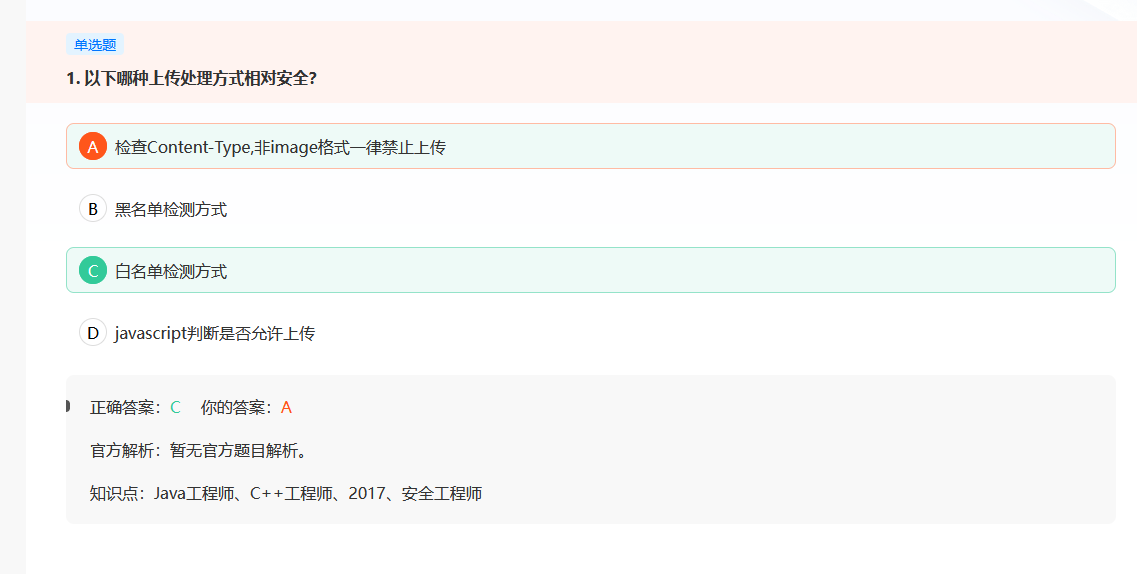 单选题
1. 以下哪种上传处理方式相对安全?
A 检查Content-Type,非image格式一律禁止上传
B 黑名单检测方式
C 白名单检测方式
D javascript判断是否允许上传
正确答案：C 你的答案：A
官方解析：暂无官方题目解析。
知识点：Java工程师、C++工程师、2017、安全工程师